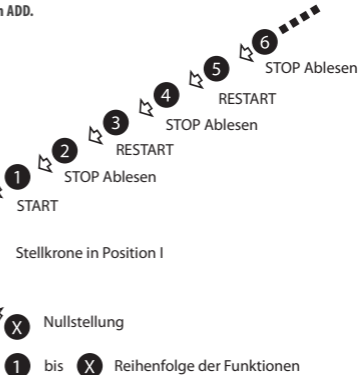 ADD.
6
STOP Ablesen
5
RESTART
4
STOP Ablesen
3
RESTART
2
STOP Ablesen
1
START
Stellkrone in Position I
X Nullstellung
1 bis X Reihenfolge der Funktionen